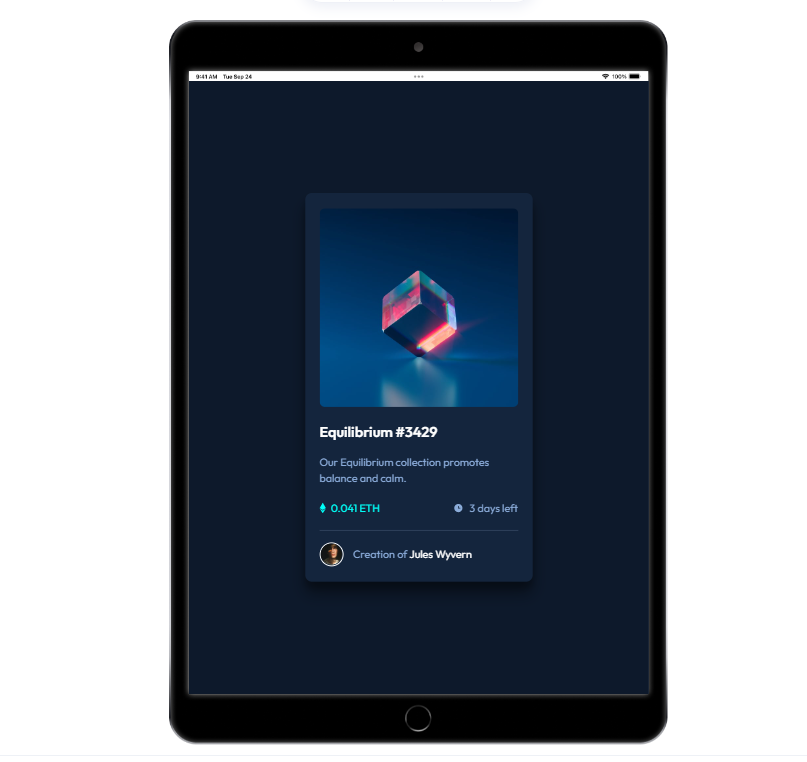 9:41 AM Tue Sep 24 100%
Equilibrium #3429
Our Equilibrium collection promotes
balance and calm.
0.041 ETH 3 days left
Creation of Jules Wyvern